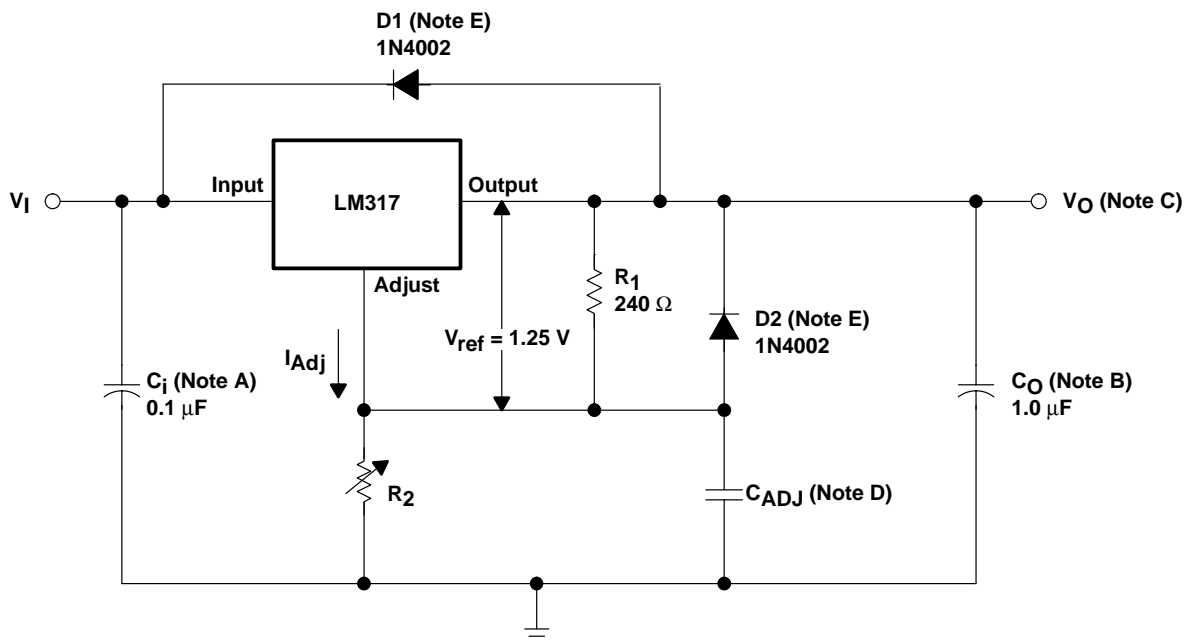 D1 (Note E)
1N4002
Input
LM317
Output
VI
VO (Note C)
Adjust
R1
240 Ω
D2 (Note E)
1N4002
Vref = 1.25 V
IAdj
Ci (Note A)
0.1 µF
CO (Note B)
1.0 µF
R2
CADJ (Note D)